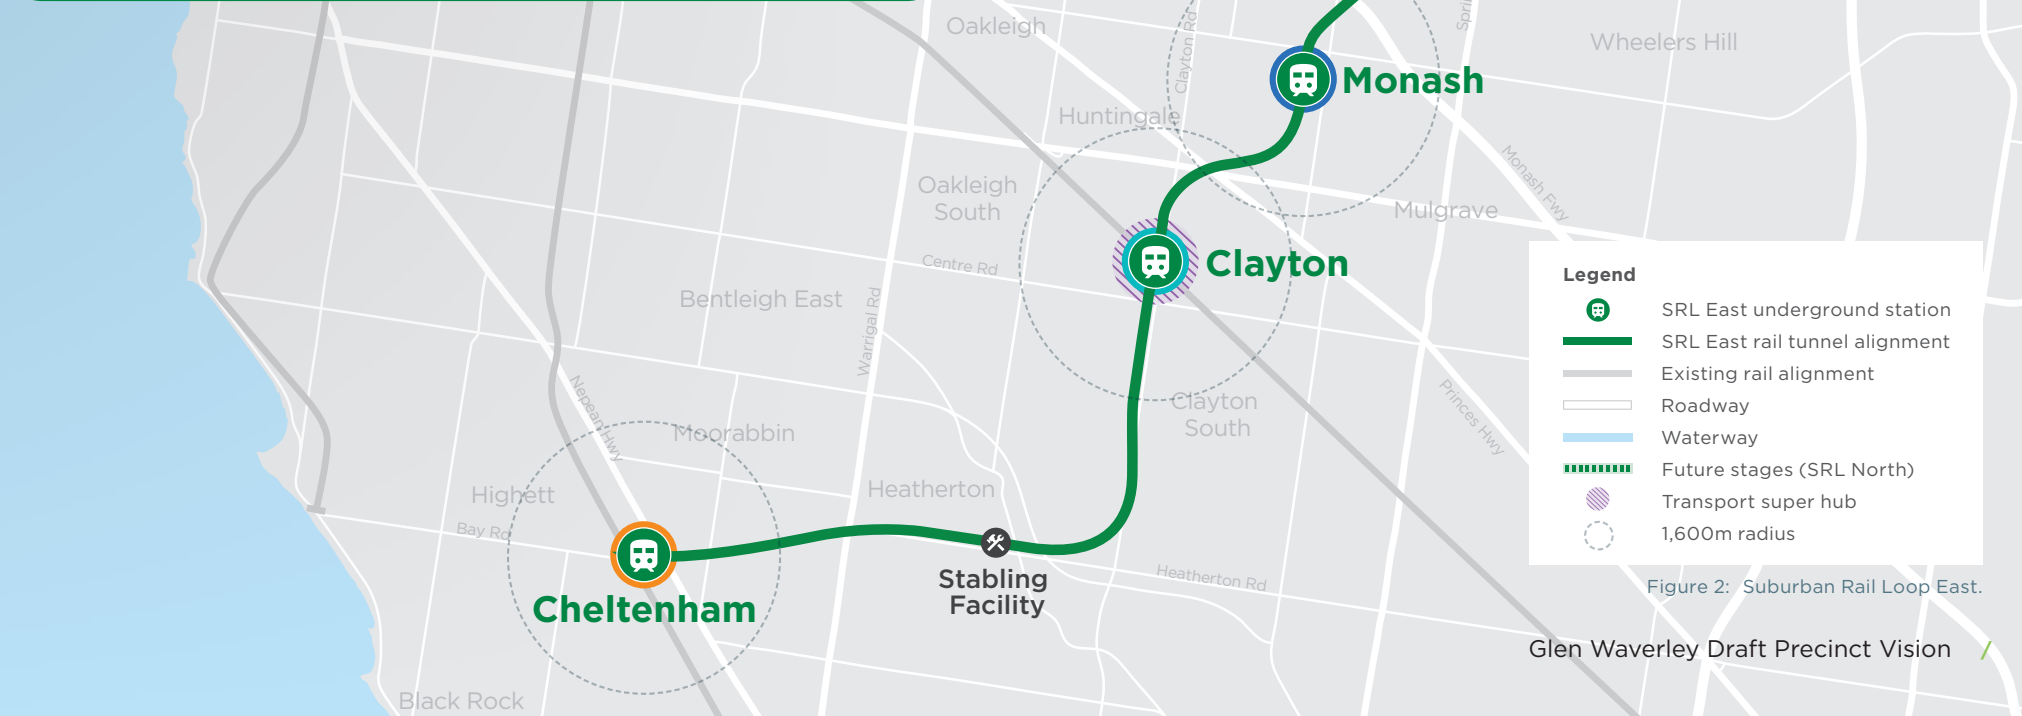 Oakleigh
Clayton Rd
Wheelers Hill
Monash
Huntingale
Monash Fwy
Oakleigh
South
Mulgrave
Centre Rd
Clayton
Bentleigh East
Warrigal Rd
Legend
SRL East underground station
SRL East rail tunnel alignment
Existing rail alignment
Roadway
Waterway
Future stages (SRL North)
Transport super hub
1,600m radius
Nepean Hwy
Clayton
South
Princes Hwy
Moorabbin
Highett
Heatherton
Bay Rd
Stabling
Facility
Heatherton Rd
Cheltenham
Figure 2: Suburban Rail Loop East.
Glen Waverley Draft Precinct Vision /
Black Rock